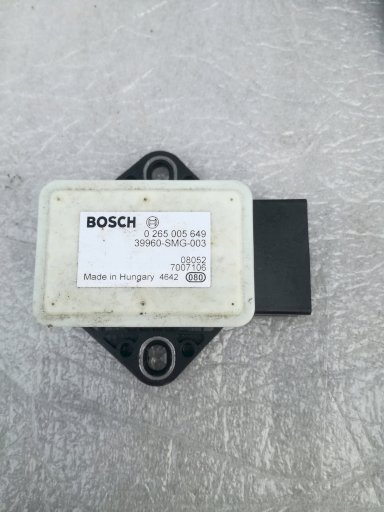 BOSCH
0 265 005 649
39960-SMG-003
08052
7007106
Made in Hungary 4642 080